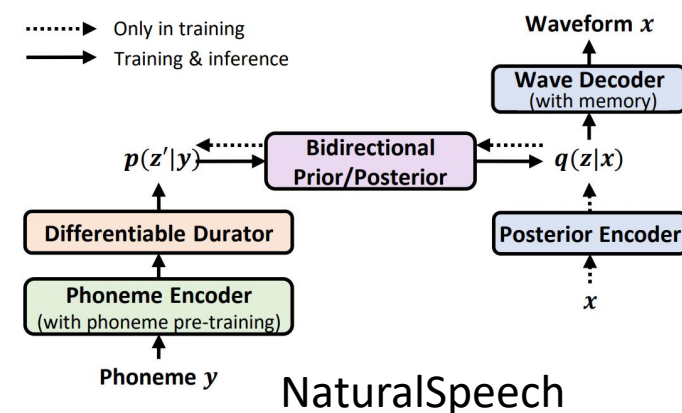 Only in training
Training & inference
Waveform x
Wave Decoder
(with memory)
p(z'|y)
Bidirectional
Prior/Posterior
q(z|x)
Differentiable Durator
Posterior Encoder
Phoneme Encoder
(with phoneme pre-training)
x
Phoneme y
NaturalSpeech